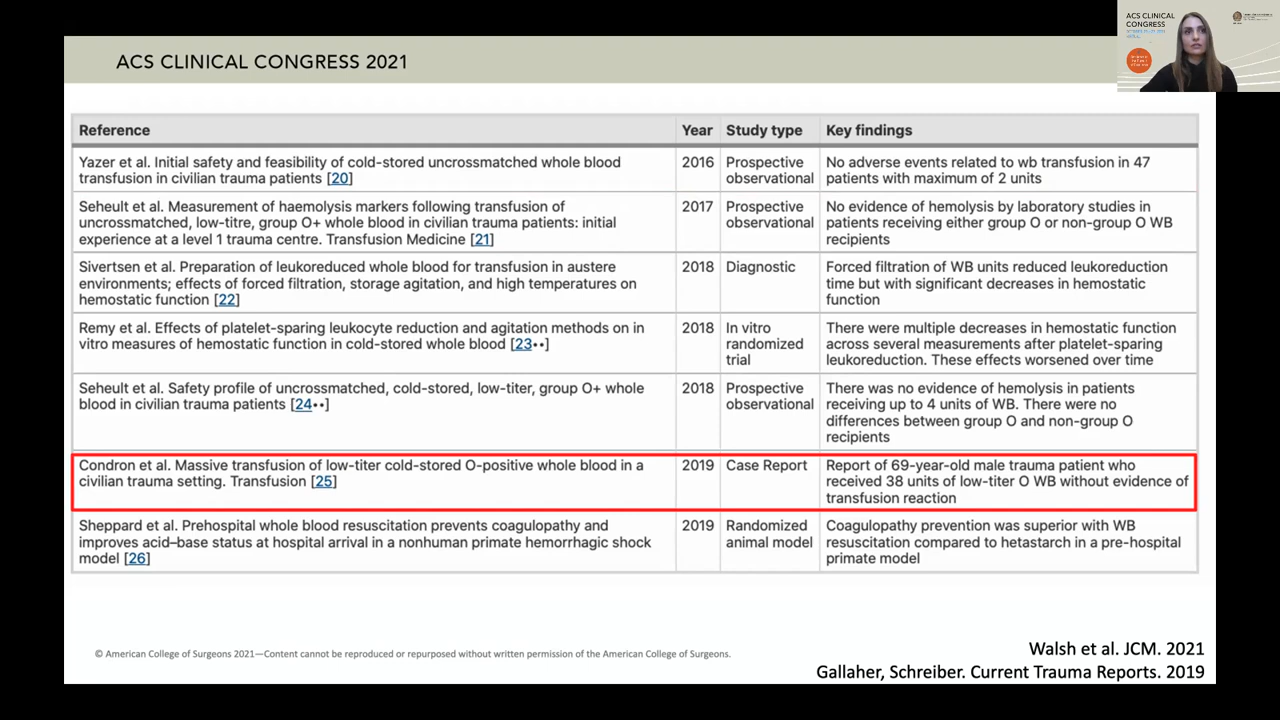 ACS CLINICAL
CONGRESS
ACS CLINICAL CONGRESS 2021
Reference Year Study type Key findings
Yazer et al. Initial safety and feasibility of cold-stored uncrossmatched whole blood 2016 Prospective No adverse events related to wb transfusion in 47
transfusion in civilian trauma patients [20] observational patients with maximum of 2 units
Seheult et al. Measurement of haemolysis markers following transfusion of 2017 Prospective No evidence of hemolysis by laboratory studies in
uncrossmatched, low-titre, group O+ whole blood in civilian trauma patients: initial observational patients receiving either group O or non-group O WB
experience at a level 1 trauma centre. Transfusion Medicine [21] recipients
Sivertsen et al. Preparation of leukoreduced whole blood for transfusion in austere 2018 Diagnostic Forced filtration of WB units reduced leukoreduction
environments; effects of forced filtration, storage agitation, and high temperatures on time but with significant decreases in hemostatic
hemostatic function [22] function
Remy et al. Effects of platelet-sparing leukocyte reduction and agitation methods on in 2018 In vitro There were multiple decreases in hemostatic function
vitro measures of hemostatic function in cold-stored whole blood [23••] randomized across several measurements after platelet-sparing
trial leukoreduction. These effects worsened over time
Seheult et al. Safety profile of uncrossmatched, cold-stored, low-titer, group O+ whole 2018 Prospective There was no evidence of hemolysis in patients
blood in civilian trauma patients [24••] observational receiving up to 4 units of WB. There were no
differences between group O and non-group O
recipients
Condron et al. Massive transfusion of low-titer cold-stored O-positive whole blood in a 2019 Case Report Report of 69-year-old male trauma patient who
civilian trauma setting. Transfusion [25] received 38 units of low-titer O WB without evidence of
transfusion reaction
Sheppard et al. Prehospital whole blood resuscitation prevents coagulopathy and 2019 Randomized Coagulopathy prevention was superior with WB
improves acid–base status at hospital arrival in a nonhuman primate hemorrhagic shock animal model resuscitation compared to hetastarch in a pre-hospital
model [26] primate model
© American College of Surgeons 2021—Content cannot be reproduced or repurposed without written permission of the American College of Surgeons.
Walsh et al. JCM. 2021
Gallaher, Schreiber. Current Trauma Reports. 2019